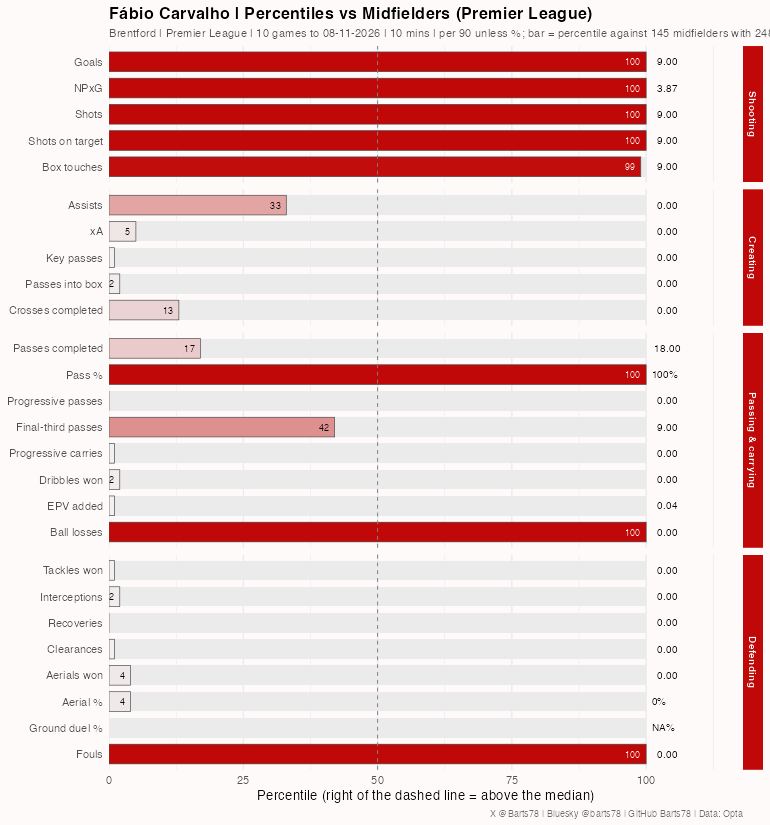 Fábio Carvalho | Percentiles vs Midfielders (Premier League)
Brentford | Premier League | 10 games to 08-11-2026 | 10 mins | per 90 unless %; bar = percentile against 145 midfielders with 248
Goals 100 9.00
NPxG 100 3.87
Shots 100 9.00
Shots on target 100 9.00
Box touches 99 9.00
Shooting
Assists 33 0.00
xA 5 0.00
Key passes 0.00
Passes into box 2 0.00
Crosses completed 13 0.00
Creating
Passes completed 17 18.00
Pass % 100 100%
Progressive passes 0.00
Final-third passes 42 9.00
Progressive carries 0.00
Dribbles won 2 0.00
EPV added 0.04
Ball losses 100 0.00
Passing & carrying
Tackles won 0.00
Interceptions 2 0.00
Recoveries 0.00
Clearances 0.00
Aerials won 4 0.00
Aerial % 4 0%
Ground duel % NA%
Fouls 100 0.00
Defending
0 25 50 75 100
Percentile (right of the dashed line = above the median)
X @Barts78 | Bluesky @barts78 | GitHub Barts78 | Data: Opta